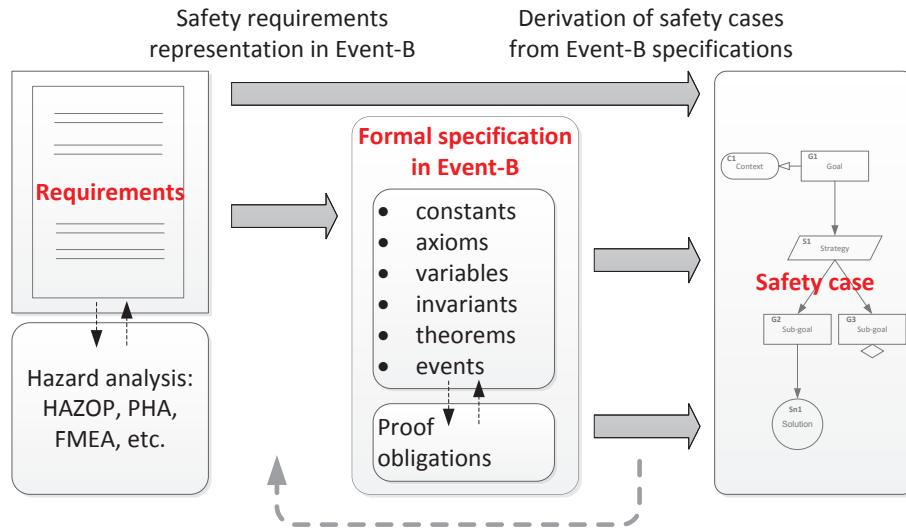 Safety requirements
representation in Event-B
Derivation of safety cases
from Event-B specifications
Requirements
Hazard analysis:
HAZOP, PHA,
FMEA, etc.
Formal specification
in Event-B
• constants
• axioms
• variables
• invariants
• theorems
• events
Proof
obligations
C1
Context
G1
Goal
S1
Strategy
Safety case
G2
Sub-goal
G3
Sub-goal
Sn1
Solution